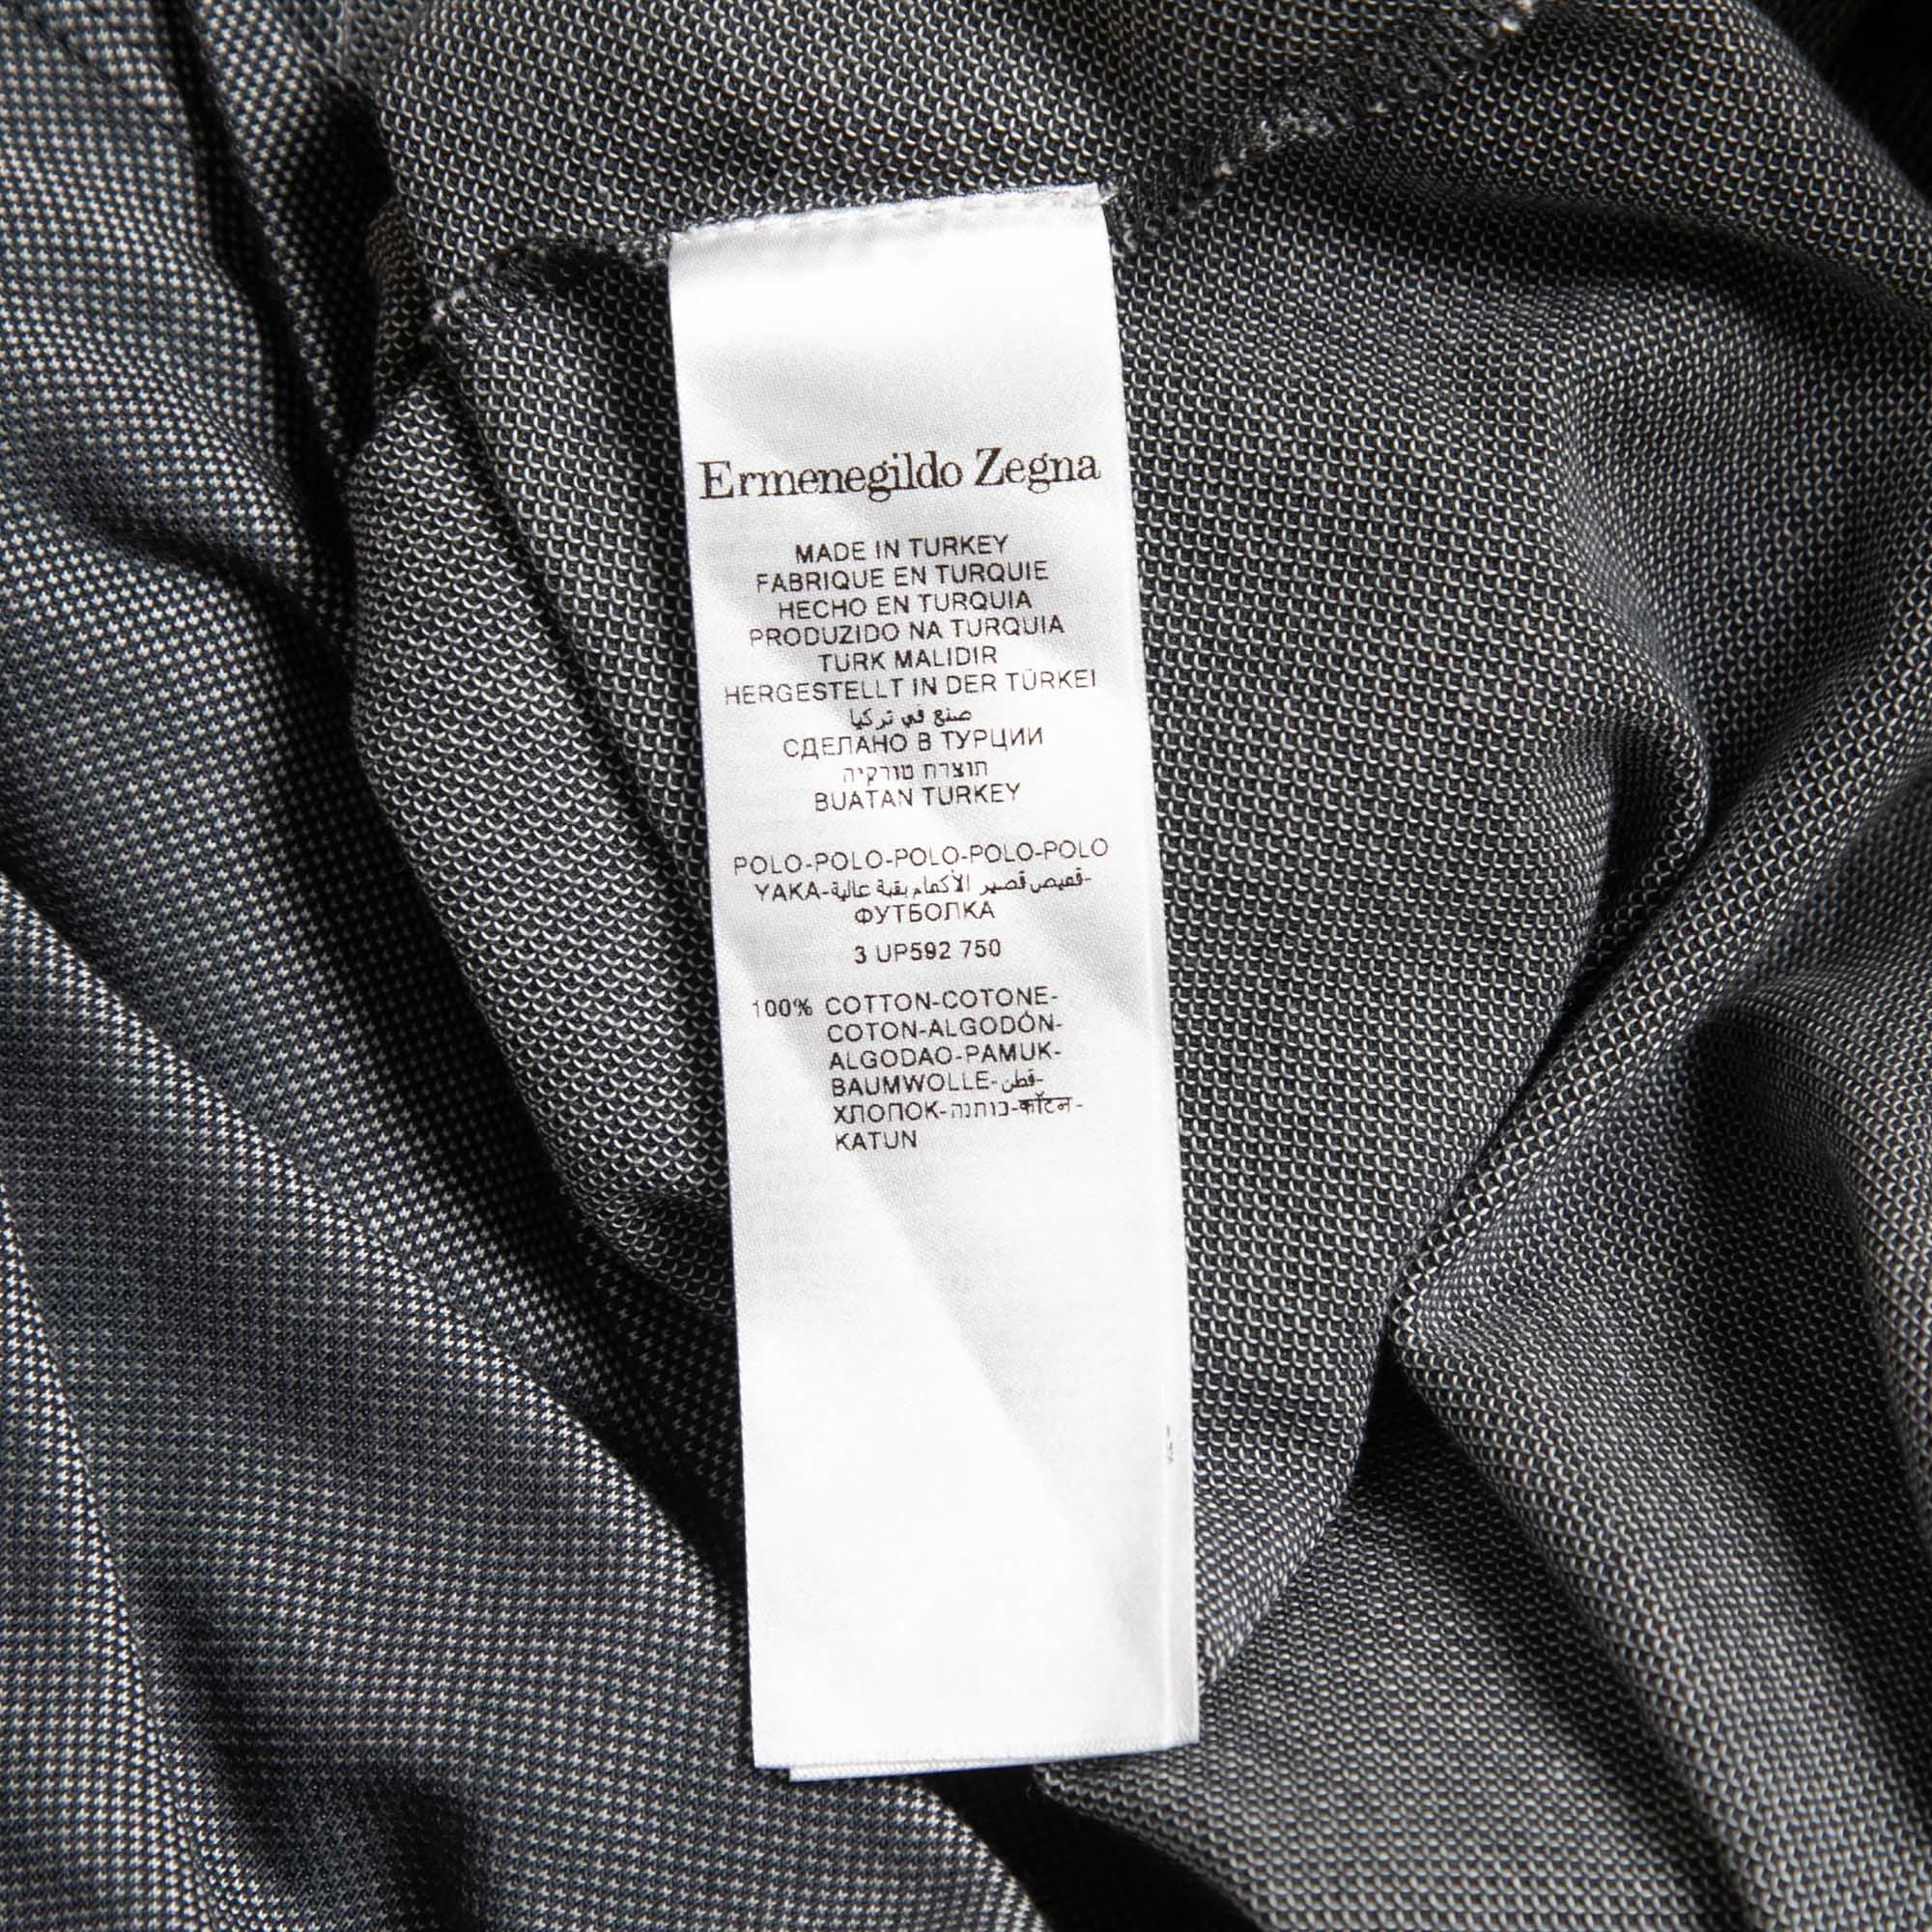 Ermenegildo Zegna
MADE IN TURKEY
FABRIQUE EN TURQUIE
HECHO EN TURQUIA
PRODUZIDO NA TURQUIA
TURK MALIDIR
HERGESTELLT IN DER TÜRKEI
صنع في تركيا
СДЕЛАНО В ТУРЦИИ
תוצרת טורקיה
BUATAN TURKEY
POLO-POLO-POLO-POLO-POLO
YAKA-قميص قصير الأكمام بقبة عالية-
ФУТБОЛКА
3 UP592 750
100% COTTON-COTONE-
COTON-ALGODÓN-
ALGODAO-PAMUK-
BAUMWOLLE-قطن-
ХЛОПОК-כותנה-कॉटन-
KATUN